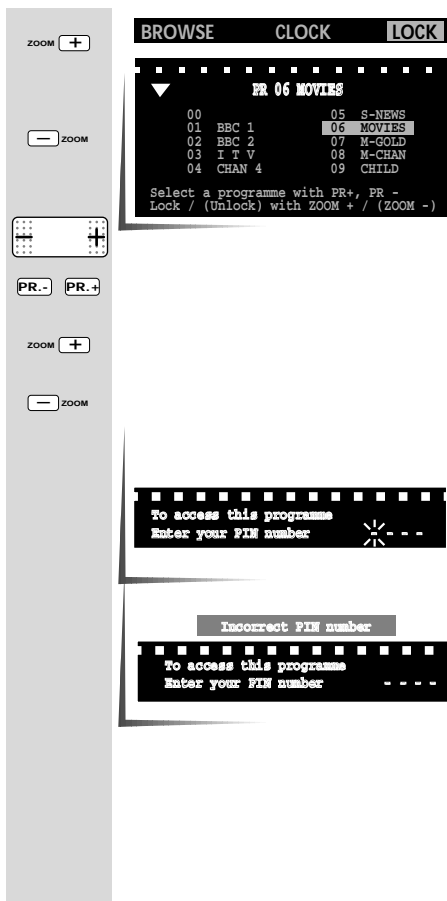 ZOOM +
BROWSE CLOCK LOCK
PR 06 MOVIES
00 05 S-NEWS
01 BBC 1 06 MOVIES
02 BBC 2 07 M-GOLD
03 I T V 08 M-CHAN
04 CHAN 4 09 CHILD
Select a programme with PR+, PR -
Lock / (Unlock) with ZOOM + / (ZOOM -)
— ZOOM
— +
PR.- PR.+
ZOOM +
— ZOOM
To access this programme
Enter your PIN number - - - -
Incorrect PIN number
To access this programme
Enter your PIN number - - - -